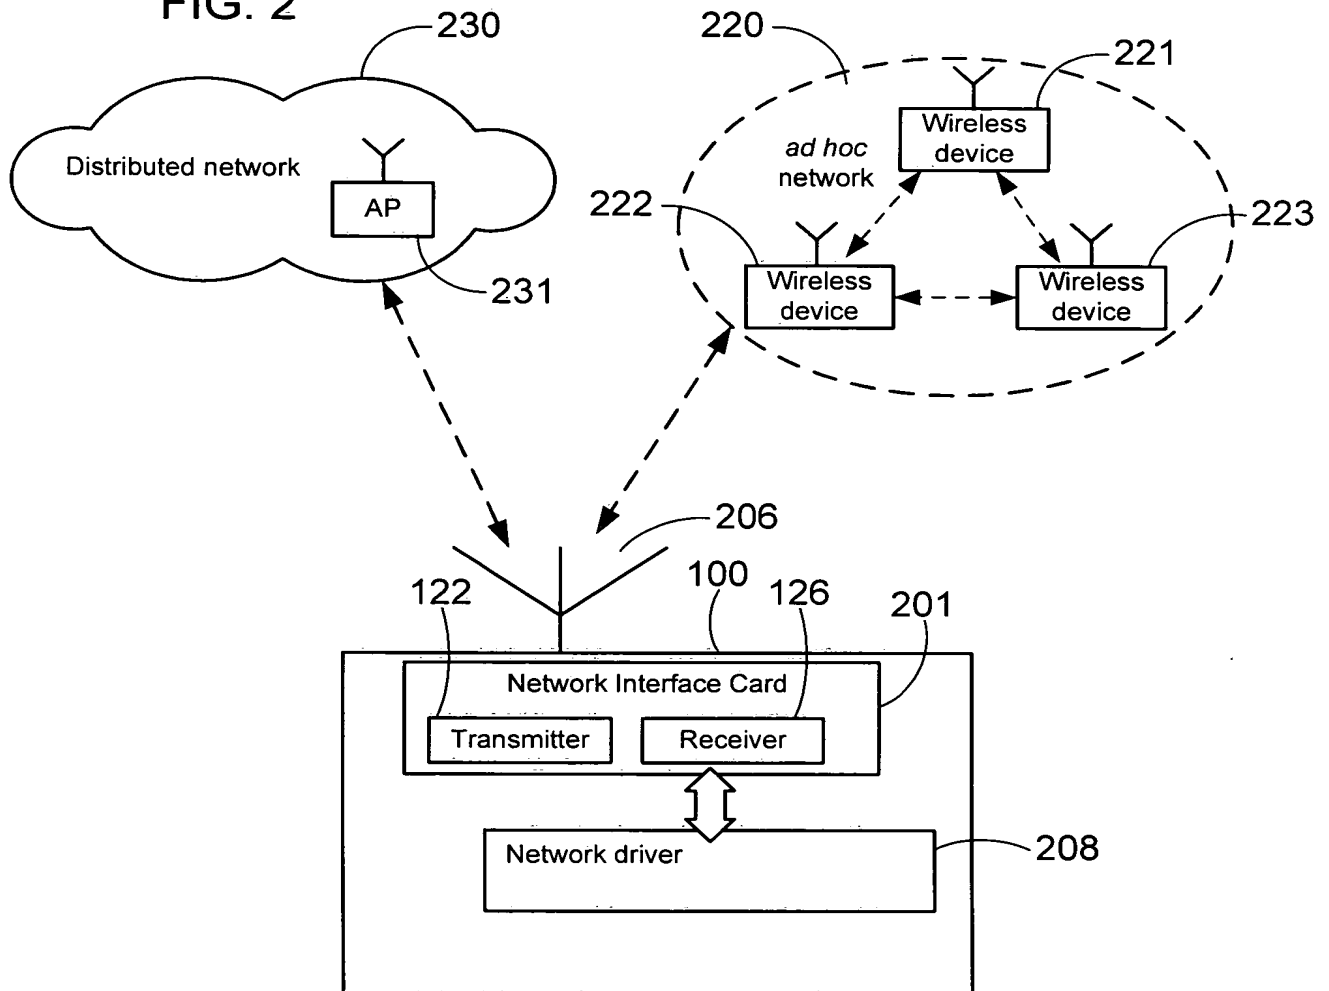 FIG. 2
230
220
221
Wireless
device
ad hoc
network
Distributed network
AP
222
223
Wireless
device
Wireless
device
231
206
100
122
126
201
Network Interface Card
Transmitter
Receiver
Network driver
208